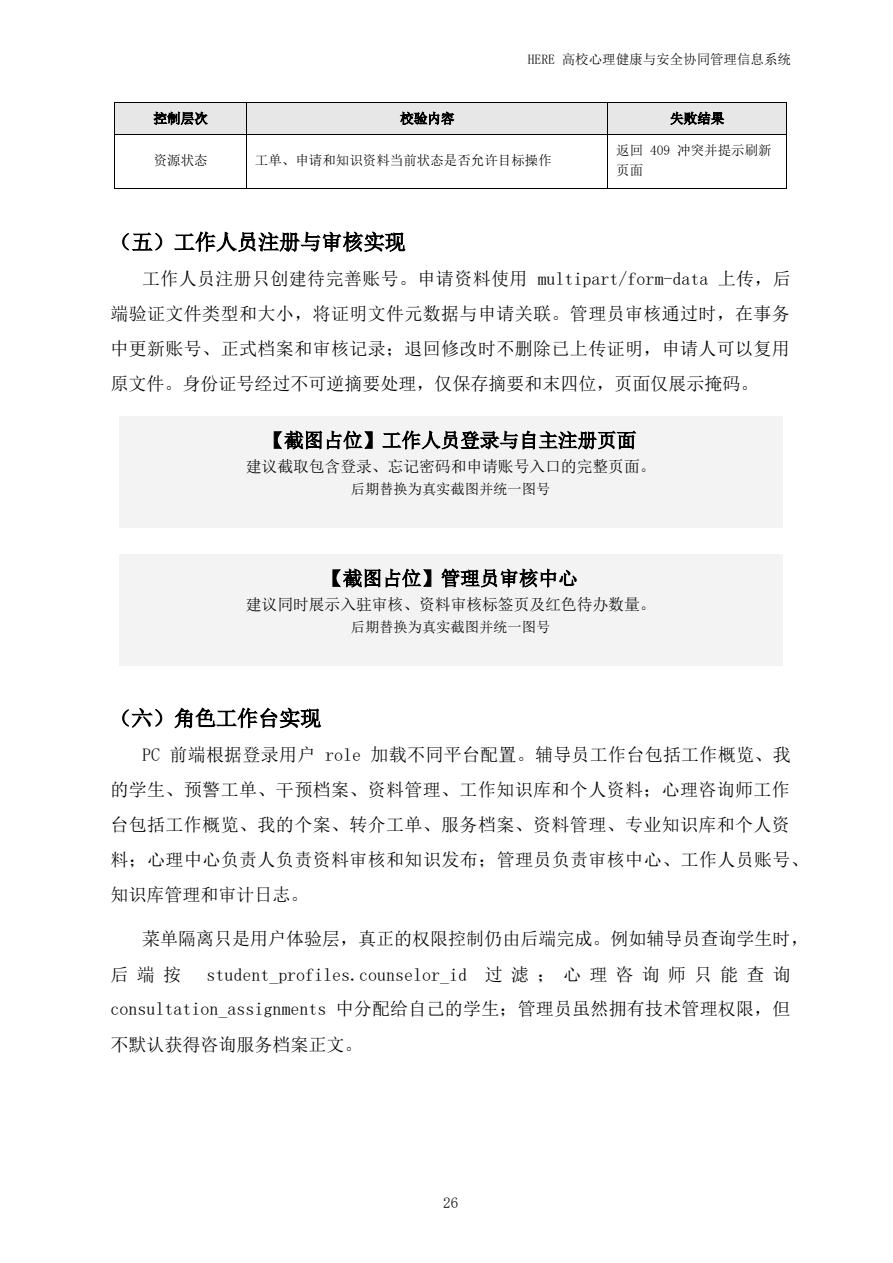 HERE 高校心理健康与安全协同管理信息系统
控制层次 校验内容 失败结果
资源状态 工单、申请和知识资料当前状态是否允许目标操作 返回 409 冲突并提示刷新
页面
（五）工作人员注册与审核实现
工作人员注册只创建待完善账号。申请资料使用 multipart/form-data 上传，后
端验证文件类型和大小，将证明文件元数据与申请关联。管理员审核通过时，在事务
中更新账号、正式档案和审核记录；退回修改时不删除已上传证明，申请人可以复用
原文件。身份证号经过不可逆摘要处理，仅保存摘要和末四位，页面仅展示掩码。
【截图占位】工作人员登录与自主注册页面
建议截取包含登录、忘记密码和申请账号入口的完整页面。
后期替换为真实截图并统一图号
【截图占位】管理员审核中心
建议同时展示入驻审核、资料审核标签页及红色待办数量。
后期替换为真实截图并统一图号
（六）角色工作台实现
PC 前端根据登录用户 role 加载不同平台配置。辅导员工作台包括工作概览、我
的学生、预警工单、干预档案、资料管理、工作知识库和个人资料；心理咨询师工作
台包括工作概览、我的个案、转介工单、服务档案、资料管理、专业知识库和个人资
料；心理中心负责人负责资料审核和知识发布；管理员负责审核中心、工作人员账号、
知识库管理和审计日志。
菜单隔离只是用户体验层，真正的权限控制仍由后端完成。例如辅导员查询学生时，
后端按 student_profiles.counselor_id 过滤；心理咨询师只能查询
consultation_assignments 中分配给自己的学生；管理员虽然拥有技术管理权限，但
不默认获得咨询服务档案正文。
26